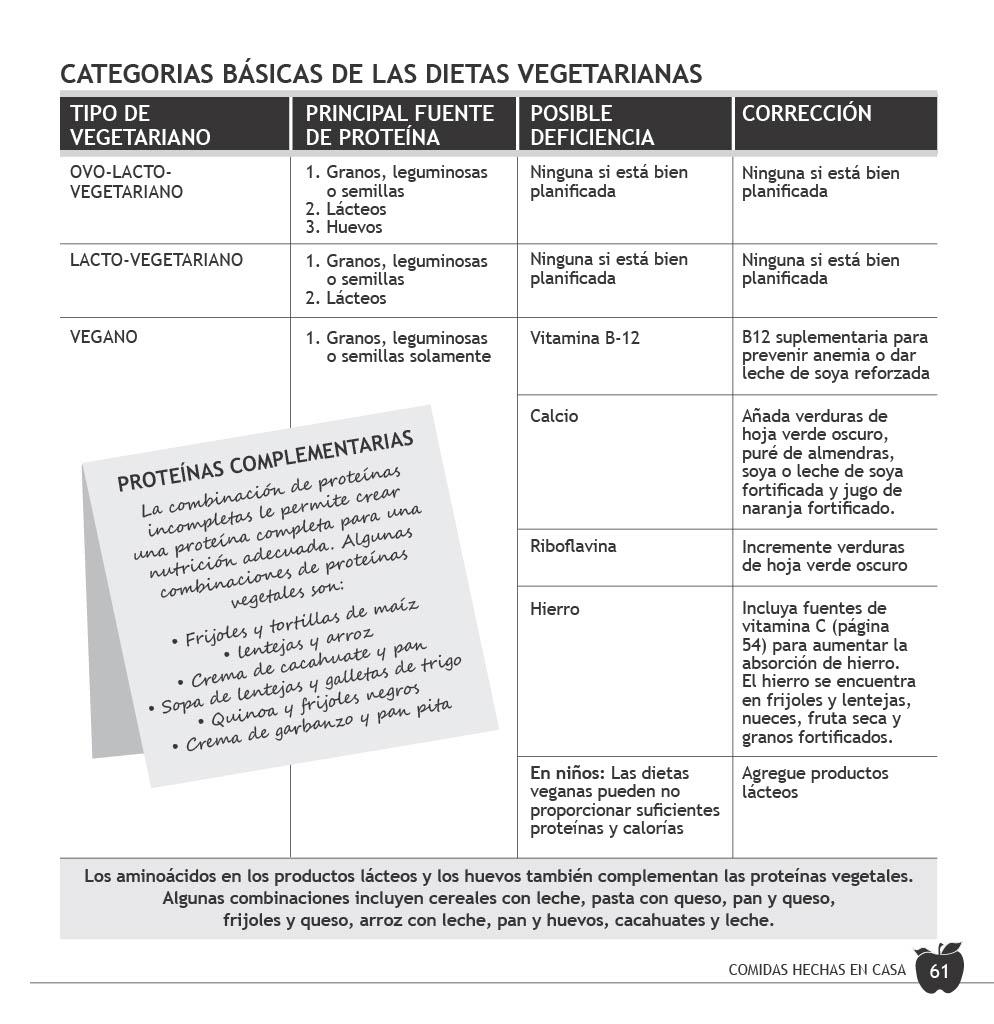 CATEGORIAS BÁSICAS DE LAS DIETAS VEGETARIANAS
TIPO DE
VEGETARIANO
PRINCIPAL FUENTE
DE PROTEÍNA
POSIBLE
DEFICIENCIA
CORRECCIÓN
OVO-LACTO-
VEGETARIANO
1. Granos, leguminosas
o semillas
2. Lácteos
3. Huevos
Ninguna si está bien
planificada
Ninguna si está bien
planificada
LACTO-VEGETARIANO
1. Granos, leguminosas
o semillas
2. Lácteos
Ninguna si está bien
planificada
Ninguna si está bien
planificada
VEGANO
1. Granos, leguminosas
o semillas solamente
Vitamina B-12
B12 suplementaria para
prevenir anemia o dar
leche de soya reforzada
Calcio
Añada verduras de
hoja verde oscuro,
puré de almendras,
soya o leche de soya
fortificada y jugo de
naranja fortificado.
Riboflavina
Incremente verduras
de hoja verde oscuro
Hierro
Incluya fuentes de
vitamina C (página
54) para aumentar la
absorción de hierro.
El hierro se encuentra
en frijoles y lentejas,
nueces, fruta seca y
granos fortificados.
En niños: Las dietas
veganas pueden no
proporcionar suficientes
proteínas y calorías
Agregue productos
lácteos
PROTEÍNAS COMPLEMENTARIAS
La combinación de proteínas
incompletas le permite crear
una proteína completa para una
nutrición adecuada. Algunas
combinaciones de proteínas
vegetales son:
• Frijoles y tortillas de maíz
• lentejas y arroz
• Crema de cacahuate y pan
• Sopa de lentejas y galletas de trigo
• Quinoa y frijoles negros
• Crema de garbanzo y pan pita
Los aminoácidos en los productos lácteos y los huevos también complementan las proteínas vegetales.
Algunas combinaciones incluyen cereales con leche, pasta con queso, pan y queso,
frijoles y queso, arroz con leche, pan y huevos, cacahuates y leche.
COMIDAS HECHAS EN CASA 61